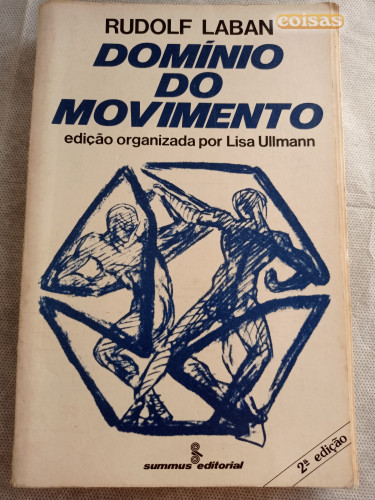 RUDOLF LABAN
coisas
DOMÍNIO
DO
MOVIMENTO
edição organizada por Lisa Ullmann
summus editorial
2ª edição